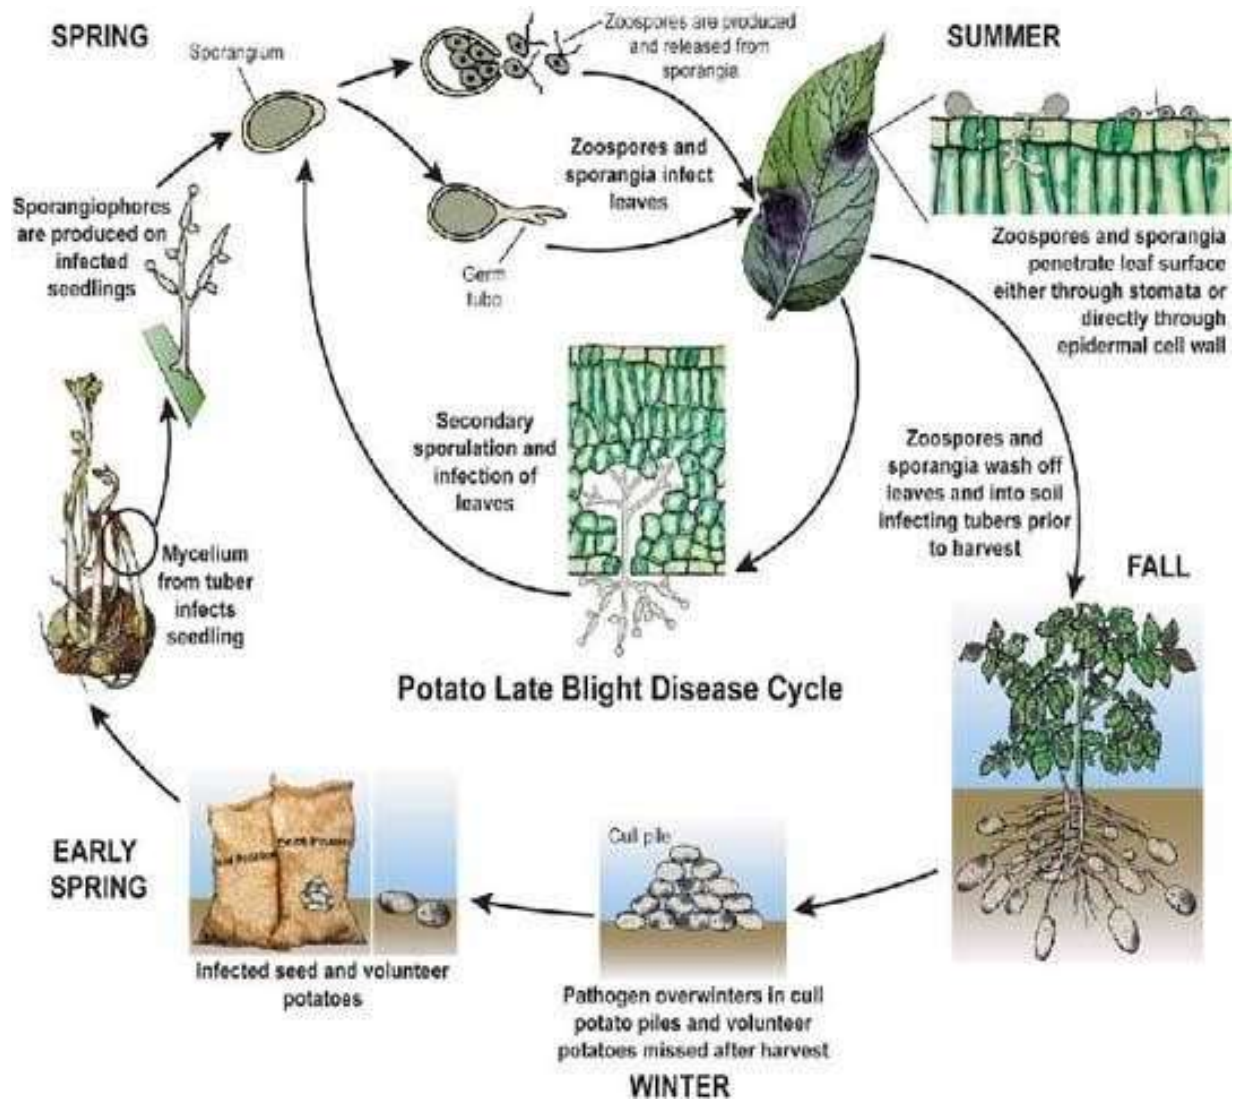 SPRING
Sporangium
Zoospores are produced
and released from
sporangia
SUMMER
Zoospores and
sporangia infect
leaves
Germ
tubo
Sporangiophores
are produced on
infected
seedlings
Zoospores and sporangia
penetrate leaf surface
either through stomata or
directly through
epidermal cell wall
Secondary
sporulation and
infection of
leaves
Zoospores and
sporangia wash off
leaves and into soil
infecting tubers prior
to harvest
Mycelium
from tuber
infects
seedling
FALL
Potato Late Blight Disease Cycle
EARLY
SPRING
Infected seed and volunteer
potatoes
Cull pile
Pathogen overwinters in cull
potato piles and volunteer
potatoes missed after harvest
WINTER